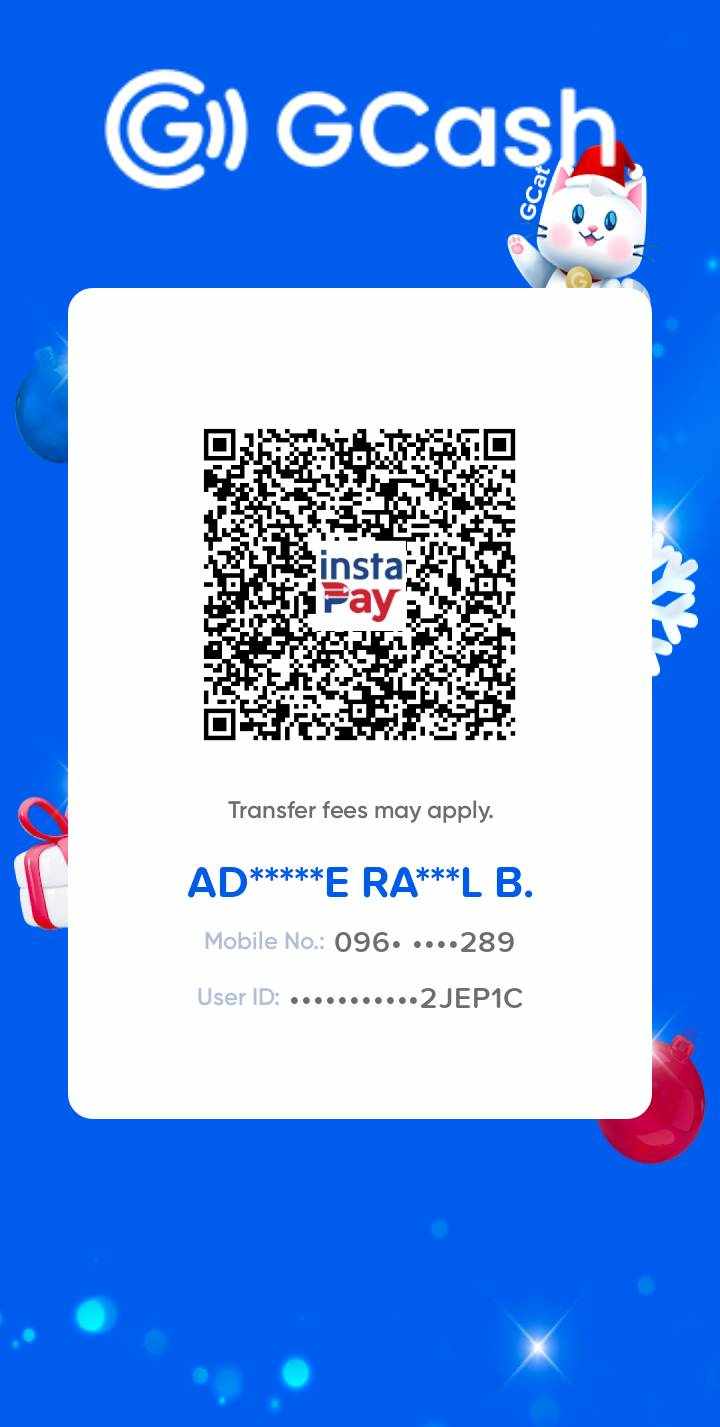 GCash
GCat
insta
Pay
Transfer fees may apply.
AD*****E RA***L B.
Mobile No.: 096• ••••289
User ID: •••••••••••2JEP1C